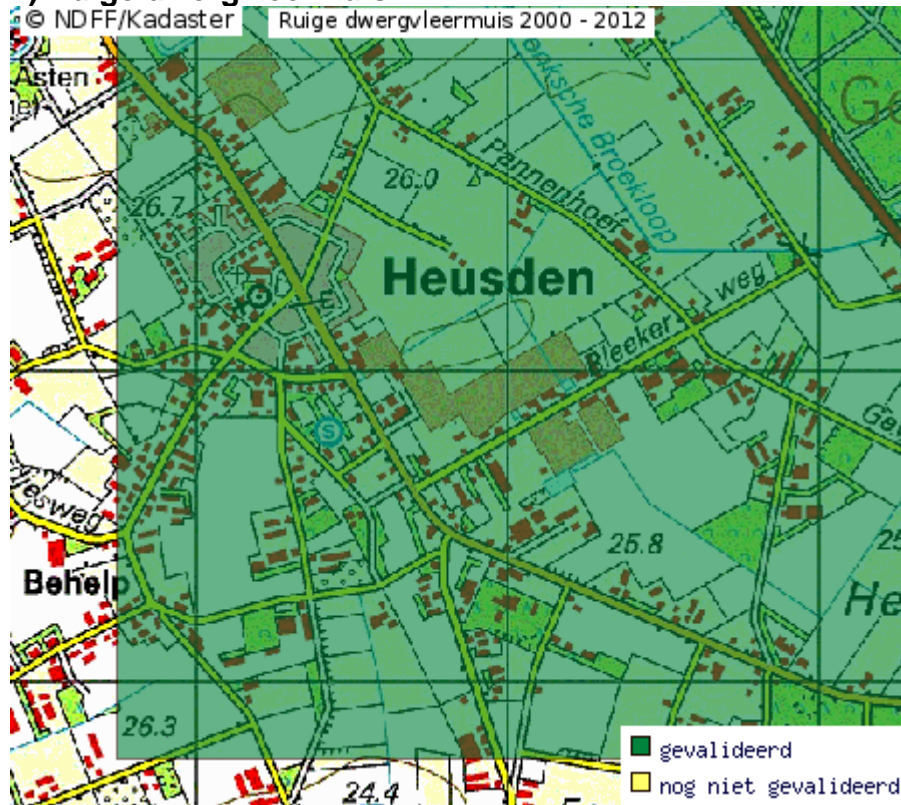 © NDFF/Kadaster
Ruige dwergvleermuis 2000 - 2012
Asten
26.0
Pannenhoef
Broekloop
26.7
Heusden
Bleeker weg
E
S
25.8
Behelp
26.3
24.4
gevalideerd
nog niet gevalideerd